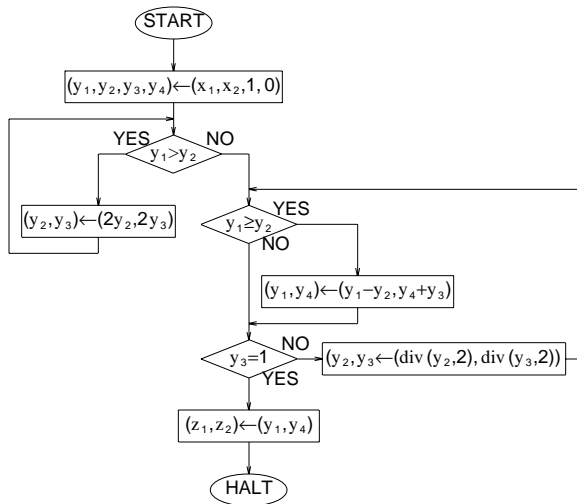 START
(y₁,y₂,y₃,y₄)←(x₁,x₂,1,0)
YES NO
y₁>y₂
(y₂,y₃)←(2y₂,2y₃)
YES
y₁≥y₂
NO
(y₁,y₄)←(y₁−y₂,y₄+y₃)
NO
y₃=1
(y₂,y₃←(div(y₂,2),div(y₃,2))
YES
(z₁,z₂)←(y₁,y₄)
HALT